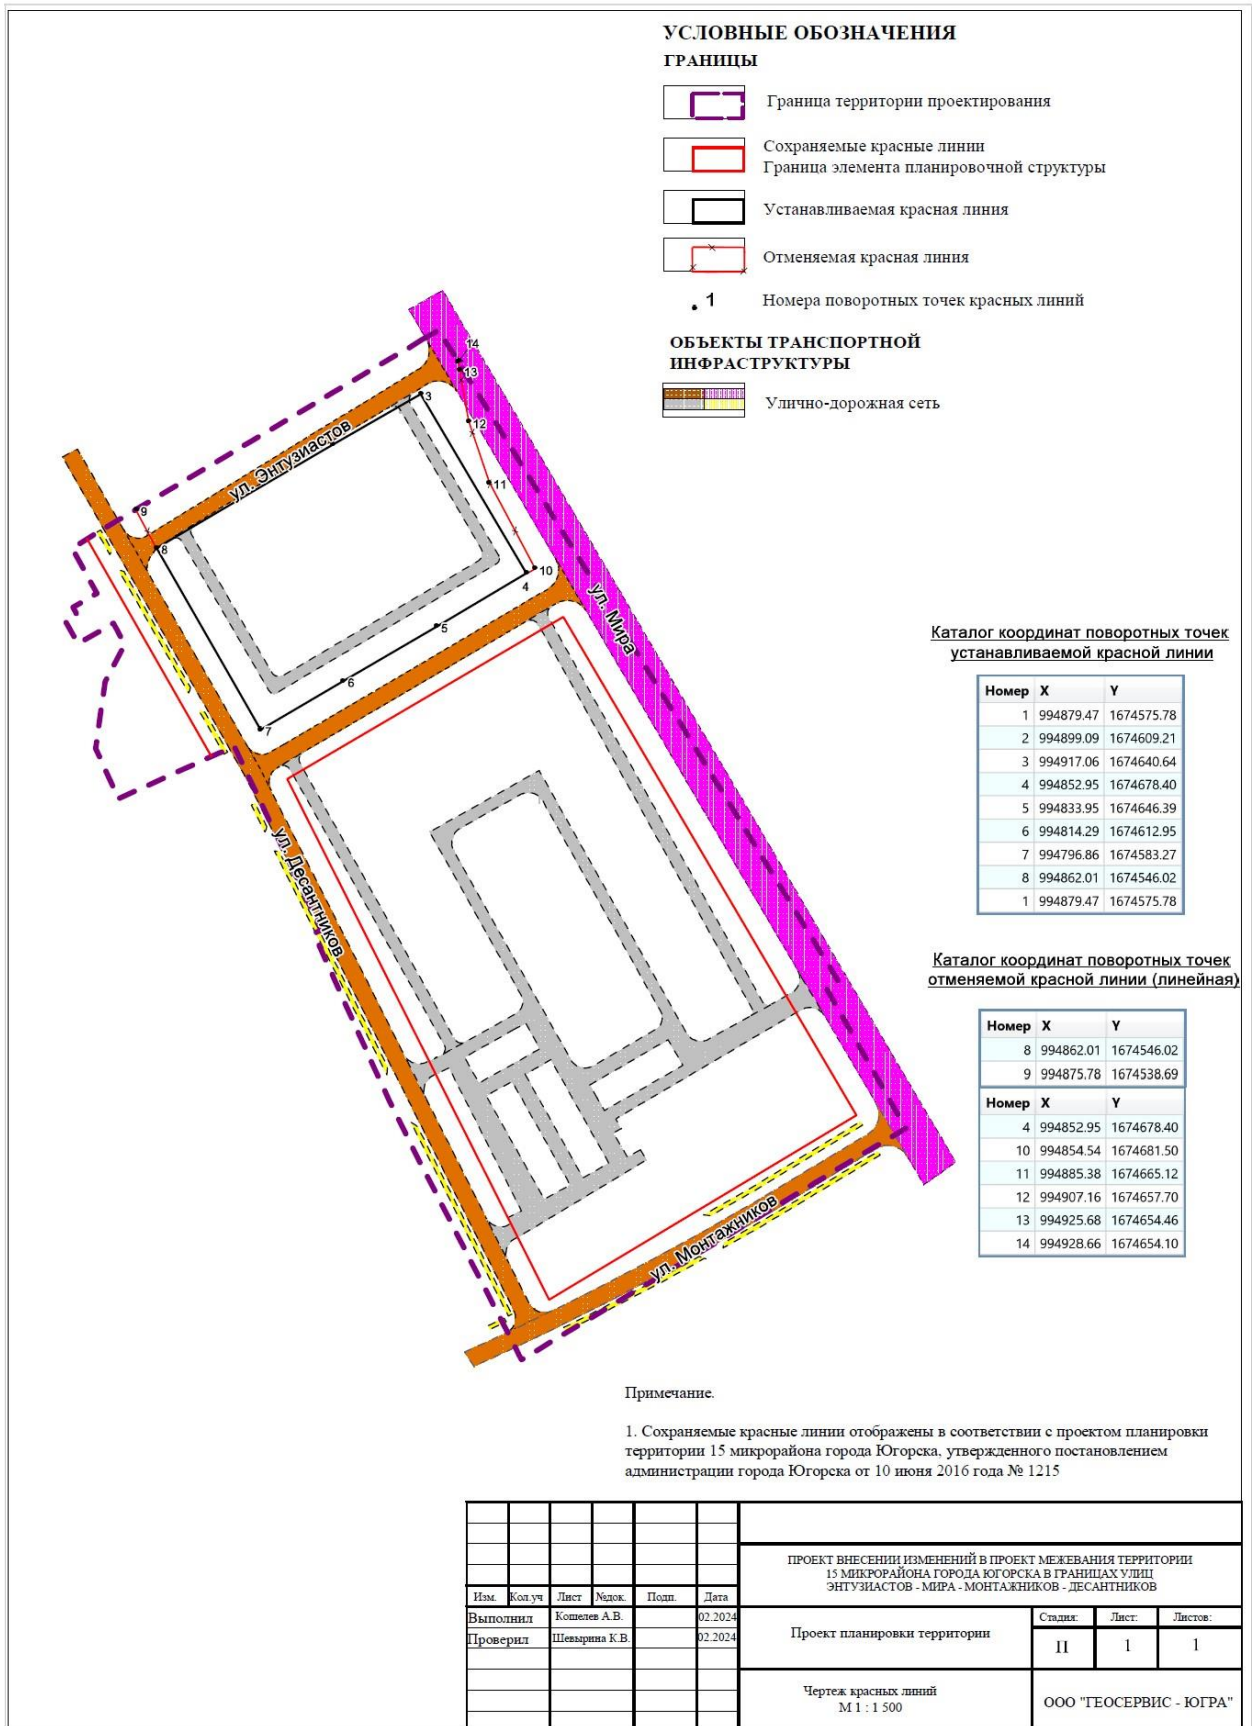 УСЛОВНЫЕ ОБОЗНАЧЕНИЯ
ГРАНИЦЫ
Граница территории проектирования
Сохраняемые красные линии
Граница элемента планировочной структуры
Устанавливаемая красная линия
Отменяемая красная линия
1 Номера поворотных точек красных линий
ОБЪЕКТЫ ТРАНСПОРТНОЙ
ИНФРАСТРУКТУРЫ
Улично-дорожная сеть
14
13
3
12
ул. Энтузиастов
11
9
8
10
4
ул. Мира
5
6
7
ул. Десантников
ул. Монтажников
Каталог координат поворотных точек
устанавливаемой красной линии
Номер X Y
1 994879.47 1674575.78
2 994899.09 1674609.21
3 994917.06 1674640.64
4 994852.95 1674678.40
5 994833.95 1674646.39
6 994814.29 1674612.95
7 994796.86 1674583.27
8 994862.01 1674546.02
1 994879.47 1674575.78
Каталог координат поворотных точек
отменяемой красной линии (линейная)
Номер X Y
8 994862.01 1674546.02
9 994875.78 1674538.69
Номер X Y
4 994852.95 1674678.40
10 994854.54 1674681.50
11 994885.38 1674665.12
12 994907.16 1674657.70
13 994925.68 1674654.46
14 994928.66 1674654.10
Примечание.
1. Сохраняемые красные линии отображены в соответствии с проектом планировки
территории 15 микрорайона города Югорска, утвержденного постановлением
администрации города Югорска от 10 июня 2016 года № 1215
ПРОЕКТ ВНЕСЕНИИ ИЗМЕНЕНИЙ В ПРОЕКТ МЕЖЕВАНИЯ ТЕРРИТОРИИ
15 МИКРОРАЙОНА ГОРОДА ЮГОРСКА В ГРАНИЦАХ УЛИЦ
ЭНТУЗИАСТОВ - МИРА - МОНТАЖНИКОВ - ДЕСАНТНИКОВ
Изм. Кол.уч Лист №док. Подп. Дата
Выполнил Кошелев А.В. 02.2024
Проверил Шевырина К.В. 02.2024
Проект планировки территории
Стадия: Лист: Листов:
П 1 1
Чертеж красных линий
М 1 : 1 500
ООО "ГЕОСЕРВИС - ЮГРА"